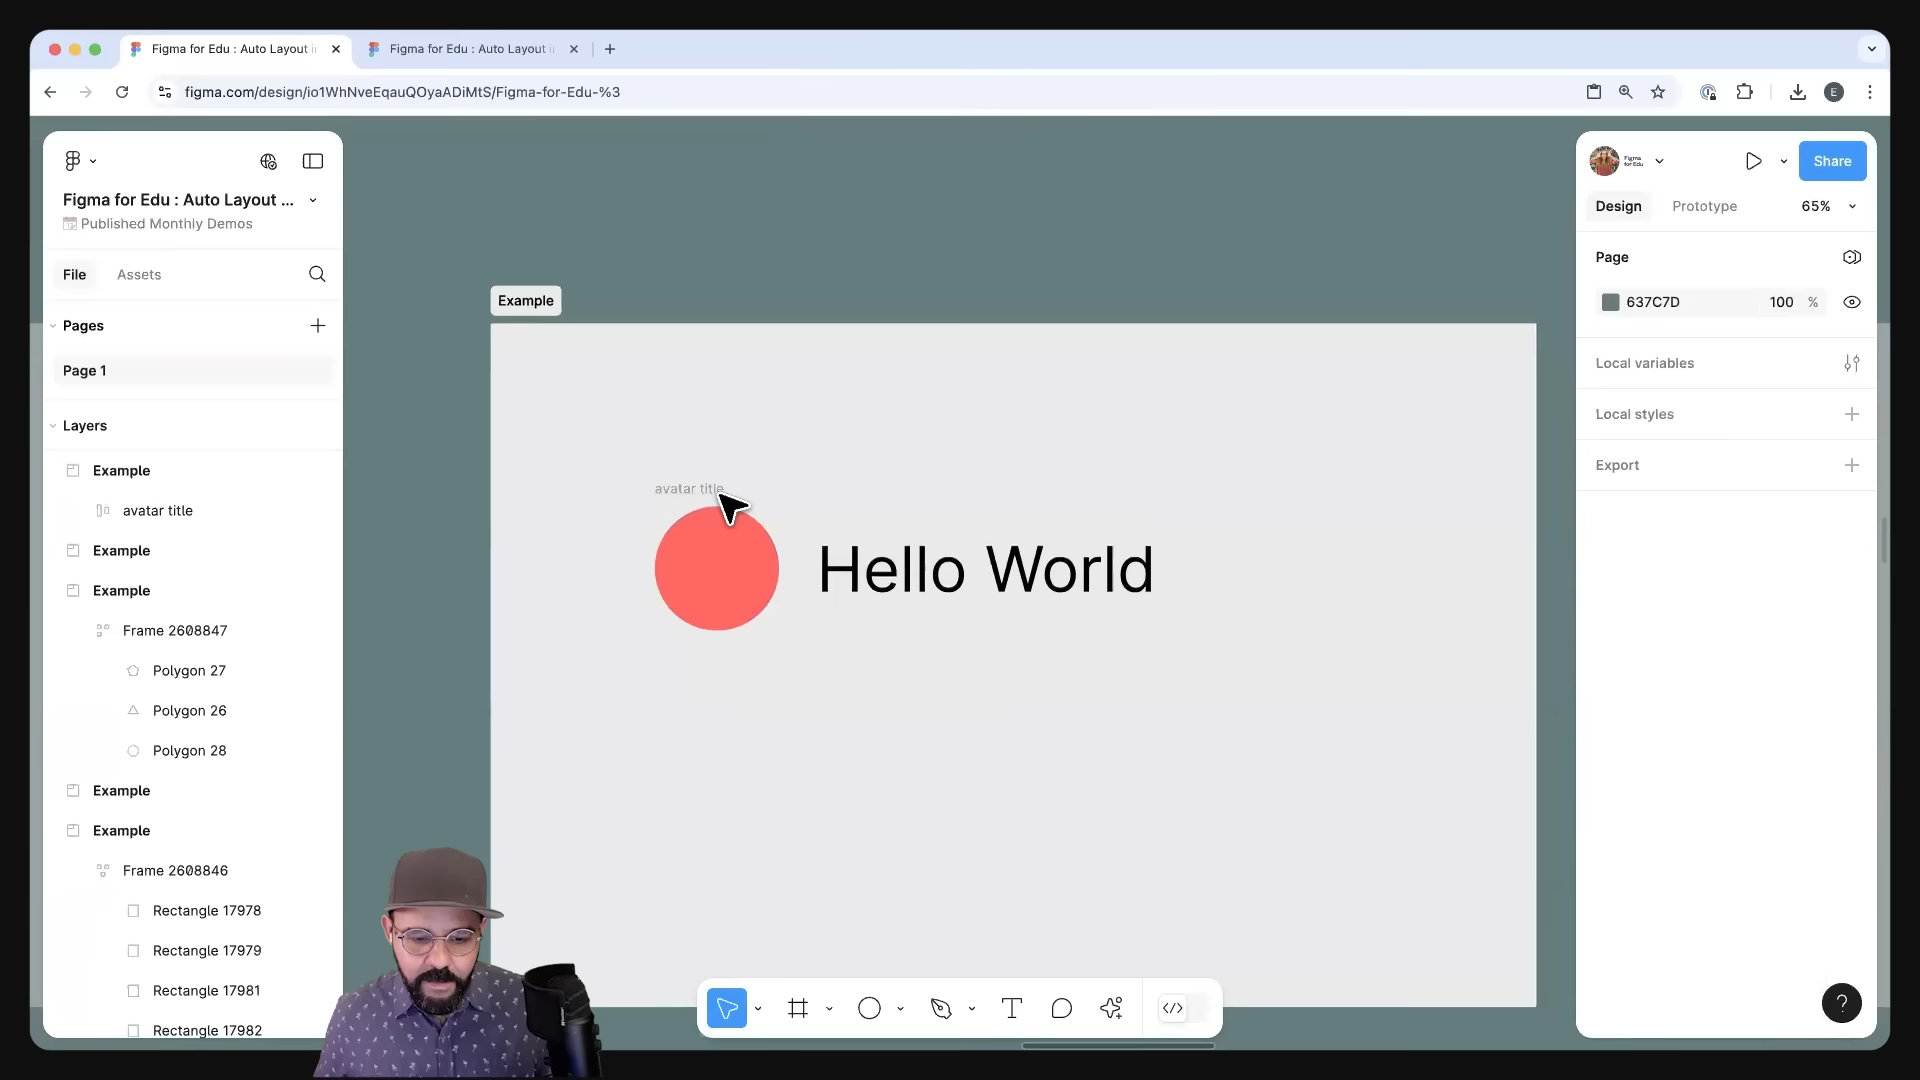 Figma for Edu : Auto Layout i
Figma for Edu : Auto Layout i
figma.com/design/io1WhNveEqauQOyaADiMtS/Figma-for-Edu-%3
E
Figma for Edu : Auto Layout ...
Published Monthly Demos
File
Assets
Pages
Page 1
Layers
Example
avatar title
Example
Example
Frame 2608847
Polygon 27
Polygon 26
Polygon 28
Example
Example
Frame 2608846
Rectangle 17978
Rectangle 17979
Rectangle 17981
Rectangle 17982
Example
avatar title
Hello World
Figma
for Edu
Share
Design
Prototype
65%
Page
637C7D
100
%
Local variables
Local styles
Export
?